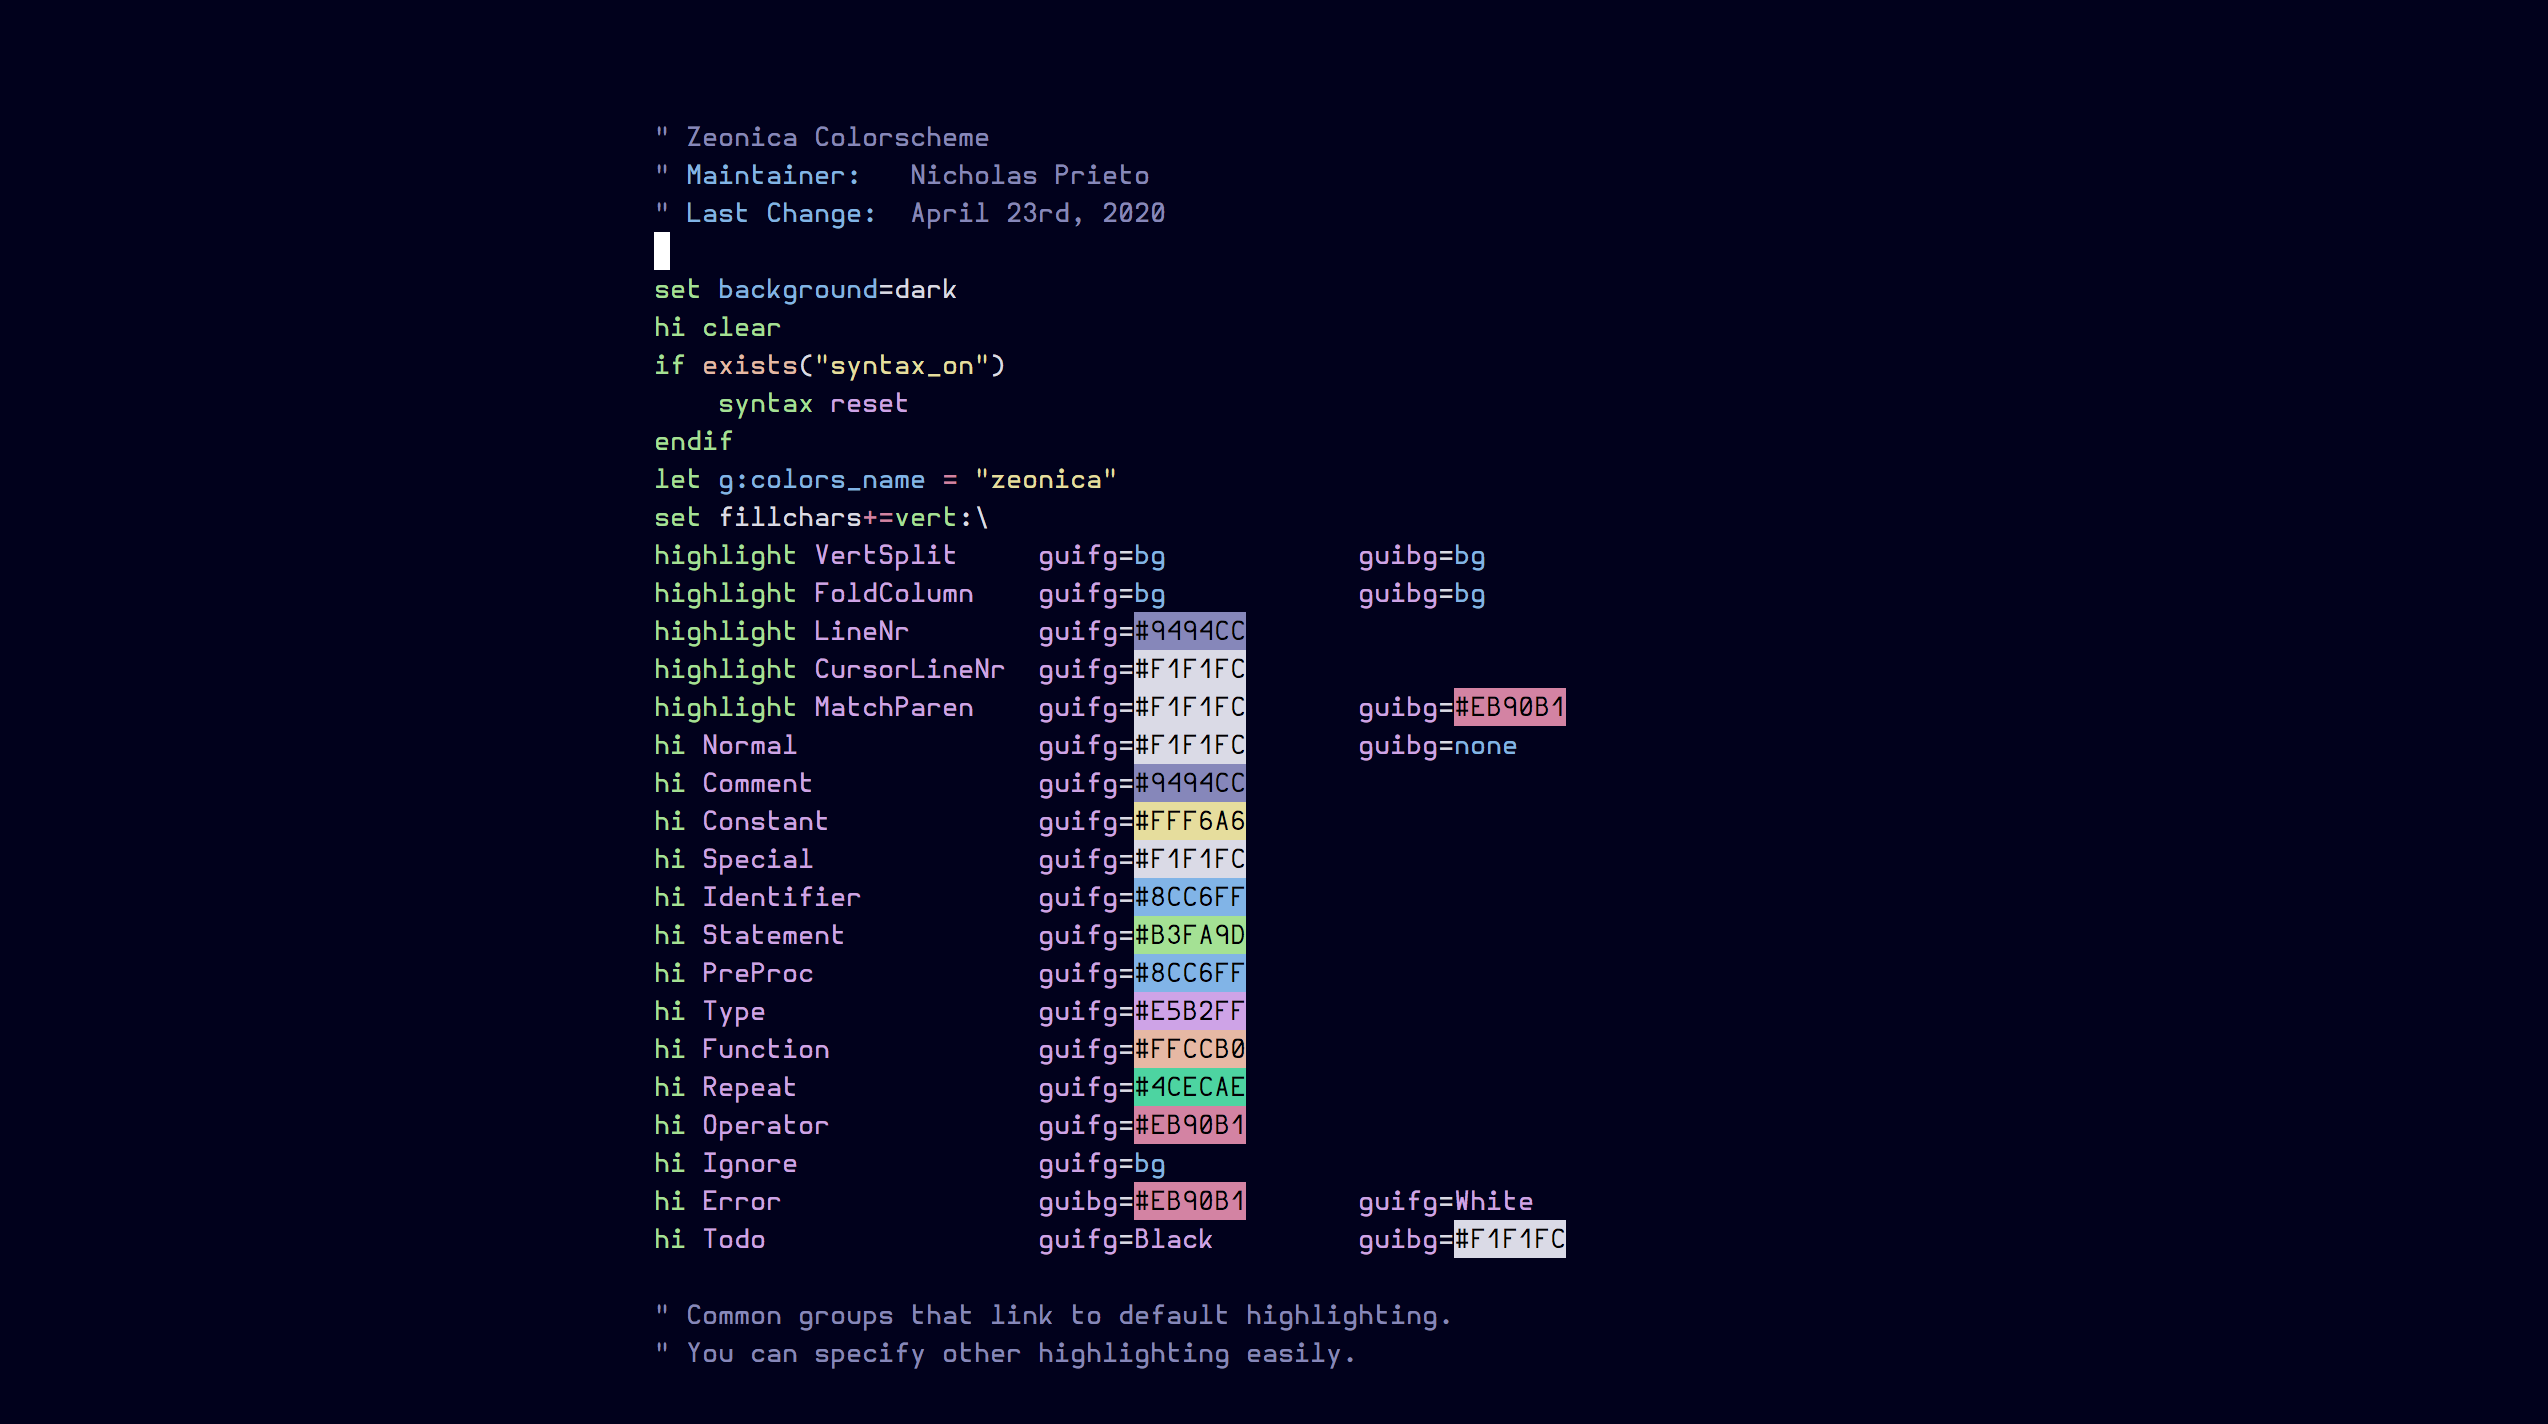 " Zeonica Colorscheme
" Maintainer:   Nicholas Prieto
" Last Change:  April 23rd, 2020

set background=dark
hi clear
if exists("syntax_on")
    syntax reset
endif
let g:colors_name = "zeonica"
set fillchars+=vert:\
highlight VertSplit     guifg=bg            guibg=bg
highlight FoldColumn    guifg=bg            guibg=bg
highlight LineNr        guifg=#9494CC
highlight CursorLineNr  guifg=#F1F1FC
highlight MatchParen    guifg=#F1F1FC       guibg=#EB90B1
hi Normal               guifg=#F1F1FC       guibg=none
hi Comment              guifg=#9494CC
hi Constant             guifg=#FFF6A6
hi Special              guifg=#F1F1FC
hi Identifier           guifg=#8CC6FF
hi Statement            guifg=#B3FA9D
hi PreProc              guifg=#8CC6FF
hi Type                 guifg=#E5B2FF
hi Function             guifg=#FFCCB0
hi Repeat               guifg=#4CECAE
hi Operator             guifg=#EB90B1
hi Ignore               guifg=bg
hi Error                guibg=#EB90B1       guifg=White
hi Todo                 guifg=Black         guibg=#F1F1FC

" Common groups that link to default highlighting.
" You can specify other highlighting easily.